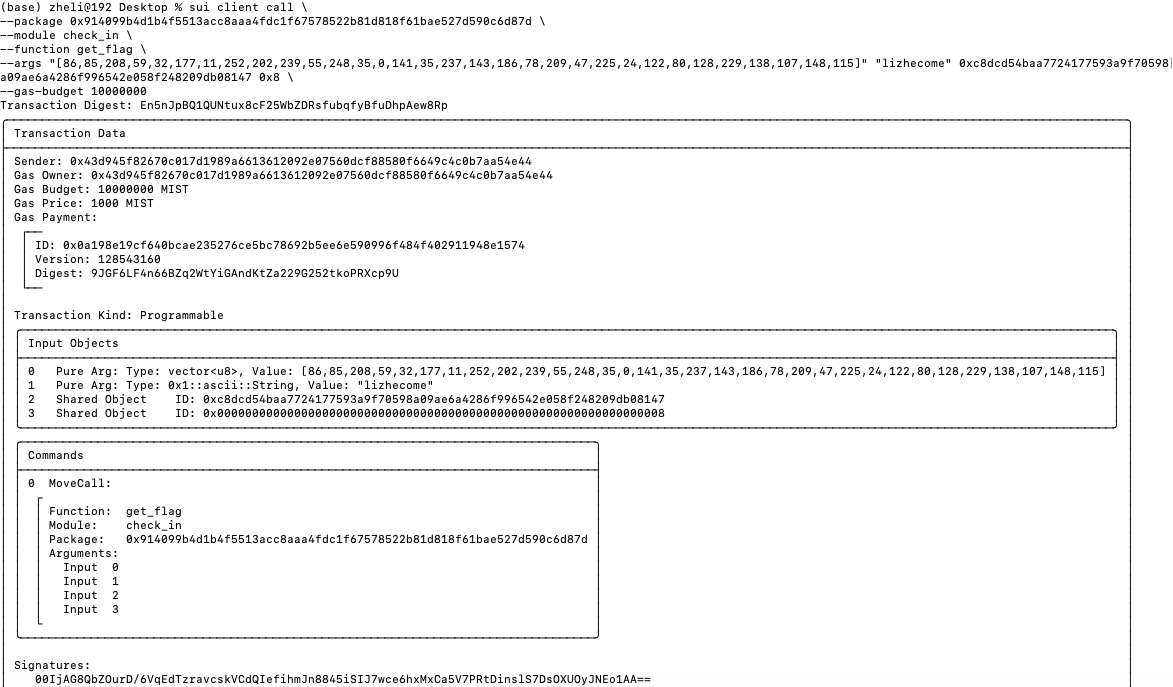 (base) zheli@192 Desktop % sui client call \
--package 0x914099b4d1b4f5513acc8aaa4fdc1f67578522b81d818f61bae527d590c6d87d \
--module check_in \
--function get_flag \
--args "[86,85,208,59,32,177,11,252,202,239,55,248,35,0,141,35,237,143,186,78,209,47,225,24,122,80,128,229,138,107,148,115]" "lizhecome" 0xc8dcd54baa7724177593a9f70598
a09ae6a4286f996542e058f248209db08147 0x8 \
--gas-budget 10000000
Transaction Digest: En5nJpBQ1QUNtux8cF25WbZDRsfubqfyBfuDhpAew8Rp
Transaction Data
Sender: 0x43d945f82670c017d1989a6613612092e07560dcf88580f6649c4c0b7aa54e44
Gas Owner: 0x43d945f82670c017d1989a6613612092e07560dcf88580f6649c4c0b7aa54e44
Gas Budget: 10000000 MIST
Gas Price: 1000 MIST
Gas Payment:
ID: 0x0a198e19cf640bcae235276ce5bc78692b5ee6e590996f484f402911948e1574
Version: 128543160
Digest: 9JGF6LF4n66BZq2WtYiGAndKtZa229G252tkoPRXcp9U
Transaction Kind: Programmable
Input Objects
0 Pure Arg: Type: vector<u8>, Value: [86,85,208,59,32,177,11,252,202,239,55,248,35,0,141,35,237,143,186,78,209,47,225,24,122,80,128,229,138,107,148,115]
1 Pure Arg: Type: 0x1::ascii::String, Value: "lizhecome"
2 Shared Object ID: 0xc8dcd54baa7724177593a9f70598a09ae6a4286f996542e058f248209db08147
3 Shared Object ID: 0x0000000000000000000000000000000000000000000000000000000000000008
Commands
0 MoveCall:
Function: get_flag
Module: check_in
Package: 0x914099b4d1b4f5513acc8aaa4fdc1f67578522b81d818f61bae527d590c6d87d
Arguments:
Input 0
Input 1
Input 2
Input 3
Signatures:
00IjAG8QbZOurD/6VqEdTzravcskVCdQIefihmJn8845iSIJ7wce6hxMxCa5V7PRtDinslS7DsOXUOyJNEo1AA==